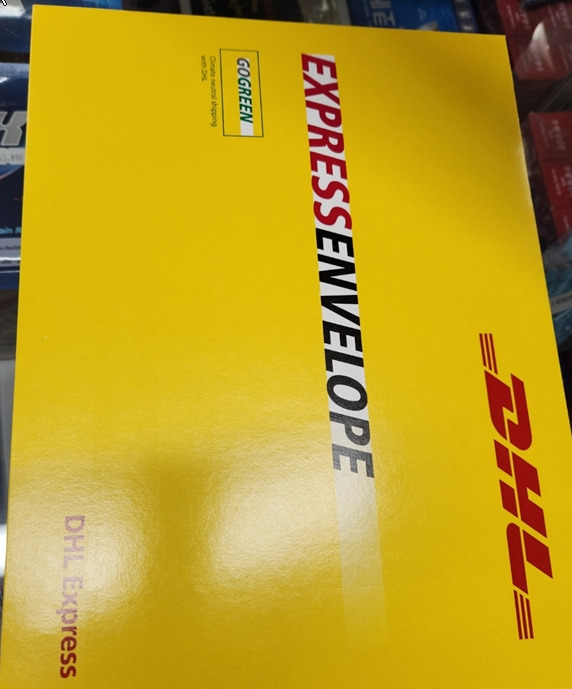 DHL
EXPRESSENVELOPE
GOGREEN
Climate neutral shipping
with DHL
DHL Express